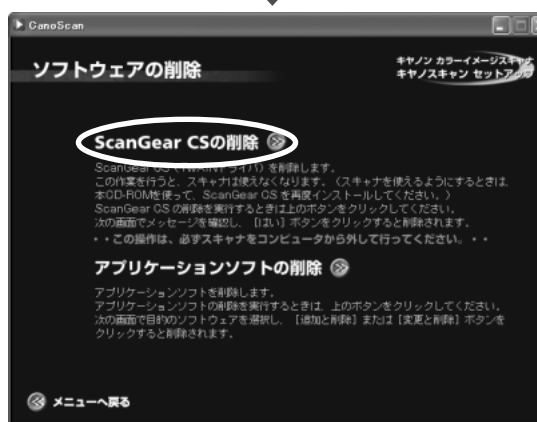 CanoScan
ソフトウェアの削除
キヤノン カラーイメージスキャナ
キヤノスキャン セットアップ
ScanGear CSの削除
ScanGear CS（TWAINドライバ）を削除します。
この作業を行うと、スキャナは使えなくなります。（スキャナを使えるようにするときは、
本CD-ROMを使って、ScanGear CS を再度インストールしてください。）
ScanGear CS の削除を実行するときは上のボタンをクリックしてください。
次の画面でメッセージを確認し、［はい］ボタンをクリックすると削除されます。
・・この操作は、必ずスキャナをコンピュータから外して行ってください。・・
アプリケーションソフトの削除
アプリケーションソフトを削除します。
アプリケーションソフトの削除を実行するときは、上のボタンをクリックしてください。
次の画面で目的のソフトウェアを選択し、［追加と削除］または［変更と削除］ボタンを
クリックすると削除されます。
メニューへ戻る